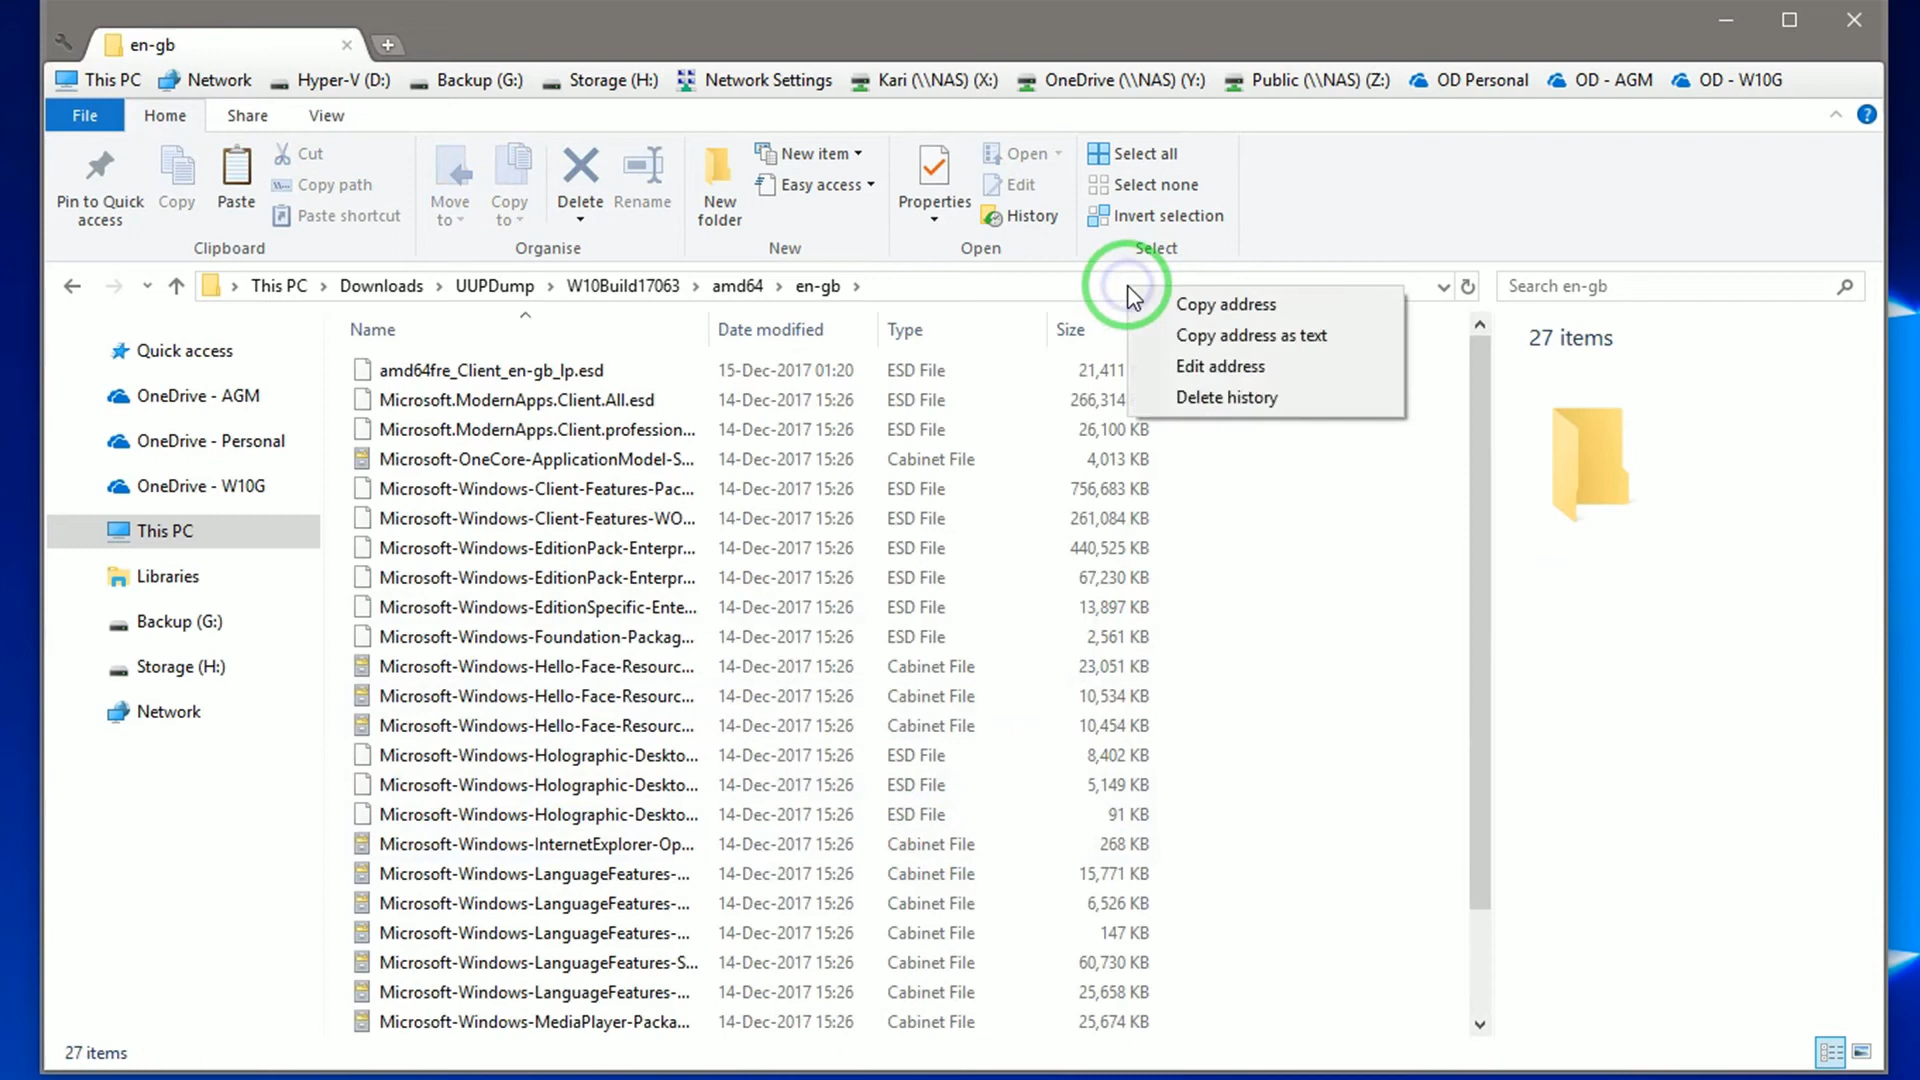 en-gb
This PC Network Hyper-V (D:) Backup (G:) Storage (H:) Network Settings Kari (\\NAS) (X:) OneDrive (\\NAS) (Y:) Public (\\NAS) (Z:) OD Personal OD - AGM OD - W10G
File Home Share View
Pin to Quick access
Copy
Paste
Cut
Copy path
Paste shortcut
Clipboard
Move to
Copy to
Delete
Rename
Organise
New folder
New item
Easy access
New
Properties
Open
Edit
History
Open
Select all
Select none
Invert selection
Select
This PC > Downloads > UUPDump > W10Build17063 > amd64 > en-gb >
Search en-gb
Copy address
Copy address as text
Edit address
Delete history
Quick access
OneDrive - AGM
OneDrive - Personal
OneDrive - W10G
This PC
Libraries
Backup (G:)
Storage (H:)
Network
Name Date modified Type Size
amd64fre_Client_en-gb_lp.esd 15-Dec-2017 01:20 ESD File 21,411
Microsoft.ModernApps.Client.All.esd 14-Dec-2017 15:26 ESD File 266,314
Microsoft.ModernApps.Client.profession... 14-Dec-2017 15:26 ESD File 26,100 KB
Microsoft-OneCore-ApplicationModel-S... 14-Dec-2017 15:26 Cabinet File 4,013 KB
Microsoft-Windows-Client-Features-Pac... 14-Dec-2017 15:26 ESD File 756,683 KB
Microsoft-Windows-Client-Features-WO... 14-Dec-2017 15:26 ESD File 261,084 KB
Microsoft-Windows-EditionPack-Enterpr... 14-Dec-2017 15:26 ESD File 440,525 KB
Microsoft-Windows-EditionPack-Enterpr... 14-Dec-2017 15:26 ESD File 67,230 KB
Microsoft-Windows-EditionSpecific-Ente... 14-Dec-2017 15:26 ESD File 13,897 KB
Microsoft-Windows-Foundation-Packag... 14-Dec-2017 15:26 ESD File 2,561 KB
Microsoft-Windows-Hello-Face-Resourc... 14-Dec-2017 15:26 Cabinet File 23,051 KB
Microsoft-Windows-Hello-Face-Resourc... 14-Dec-2017 15:26 Cabinet File 10,534 KB
Microsoft-Windows-Hello-Face-Resourc... 14-Dec-2017 15:26 Cabinet File 10,454 KB
Microsoft-Windows-Holographic-Deskto... 14-Dec-2017 15:26 ESD File 8,402 KB
Microsoft-Windows-Holographic-Deskto... 14-Dec-2017 15:26 ESD File 5,149 KB
Microsoft-Windows-Holographic-Deskto... 14-Dec-2017 15:26 ESD File 91 KB
Microsoft-Windows-InternetExplorer-Op... 14-Dec-2017 15:26 Cabinet File 268 KB
Microsoft-Windows-LanguageFeatures-... 14-Dec-2017 15:26 Cabinet File 15,771 KB
Microsoft-Windows-LanguageFeatures-... 14-Dec-2017 15:26 Cabinet File 6,526 KB
Microsoft-Windows-LanguageFeatures-... 14-Dec-2017 15:26 Cabinet File 147 KB
Microsoft-Windows-LanguageFeatures-S... 14-Dec-2017 15:26 Cabinet File 60,730 KB
Microsoft-Windows-LanguageFeatures-... 14-Dec-2017 15:26 Cabinet File 25,658 KB
Microsoft-Windows-MediaPlayer-Packa... 14-Dec-2017 15:26 Cabinet File 25,674 KB
27 items
27 items